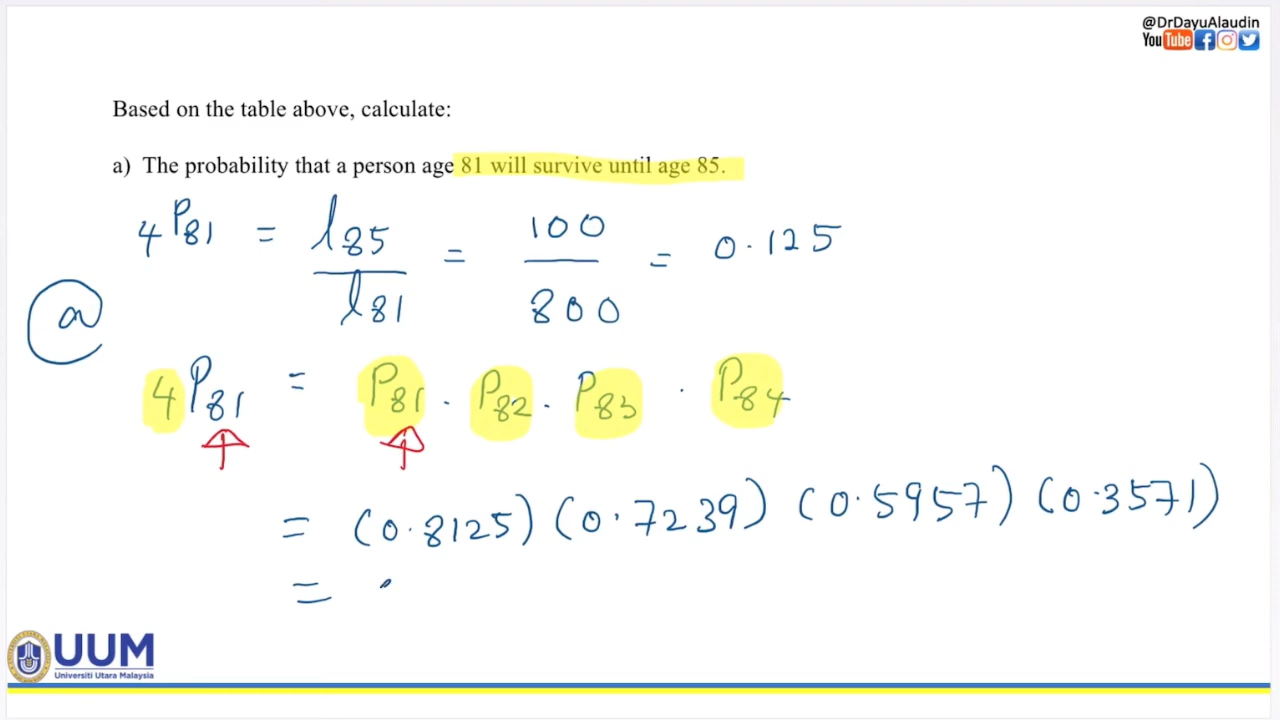 @DrDayuAlaudin
YouTube
Based on the table above, calculate:
a) The probability that a person age 81 will survive until age 85.
4P81 = l85 / l81 = 100 / 800 = 0.125
@
4P81 = P81 . P82 . P83 . P84
= (0.8125) (0.7239) (0.5957) (0.3571)
=
UUM
Universiti Utara Malaysia